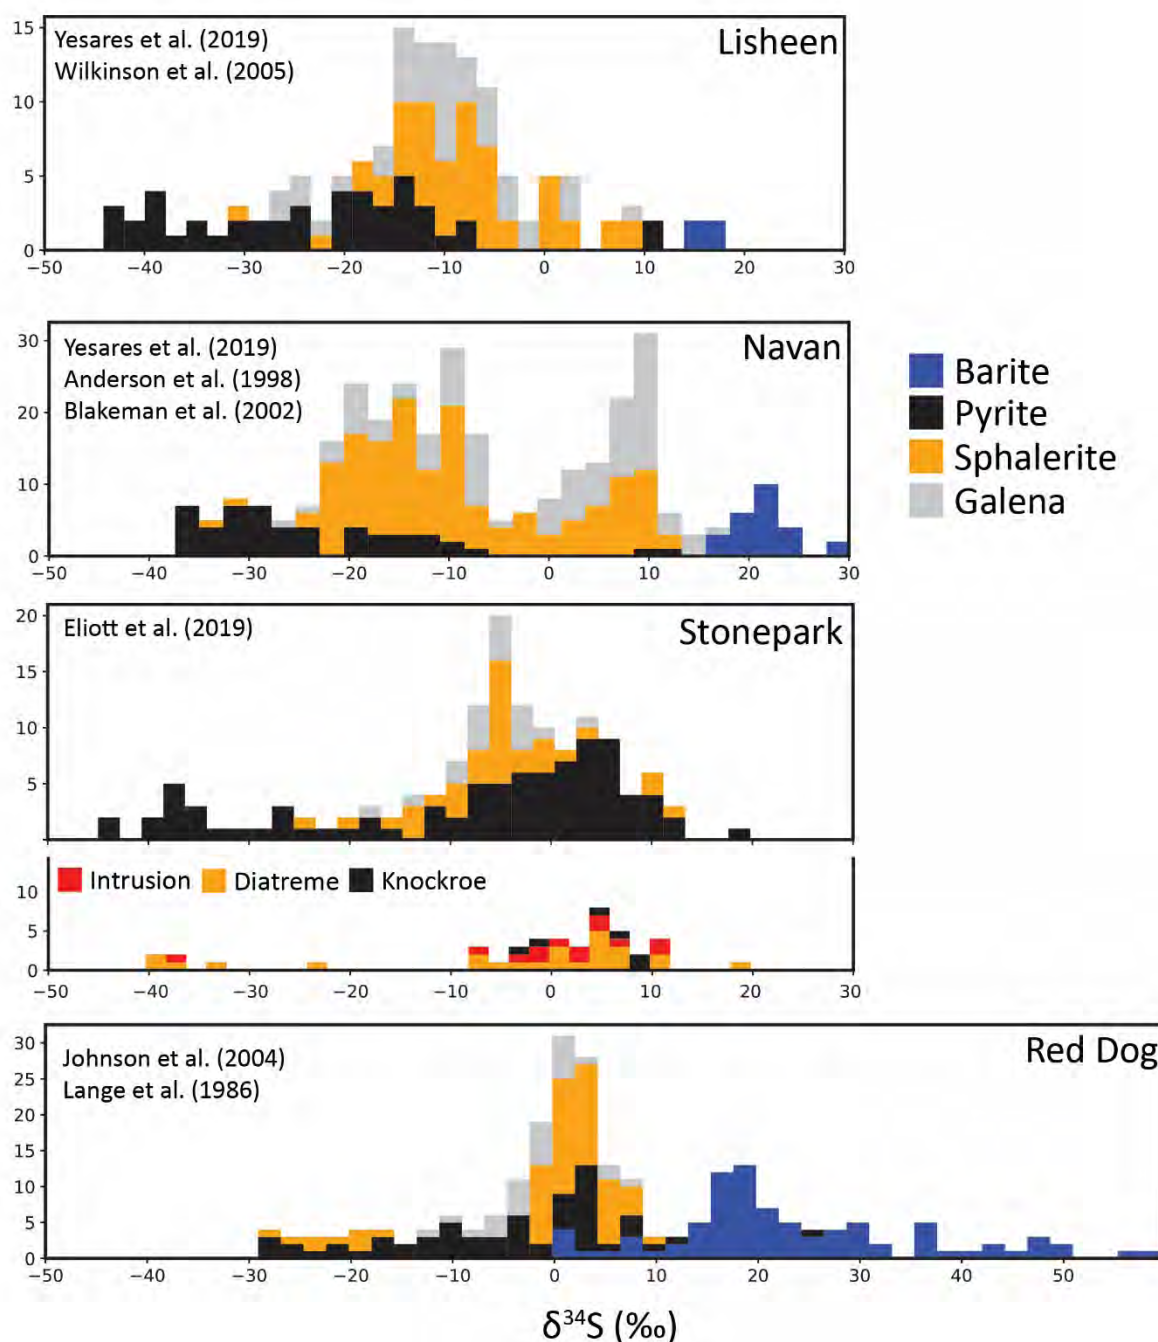 15
10
5
0
Yesares et al. (2019)
Wilkinson et al. (2005)
Lisheen
−50 −40 −30 −20 −10 0 10 20 30
30
20
10
0
Yesares et al. (2019)
Anderson et al. (1998)
Blakeman et al. (2002)
Navan
−50 −40 −30 −20 −10 0 10 20 30
Barite
Pyrite
Sphalerite
Galena
20
15
10
5
Eliott et al. (2019)
Stonepark
Intrusion Diatreme Knockroe
10
5
0
−50 −40 −30 −20 −10 0 10 20 30
30
25
20
15
10
5
0
Johnson et al. (2004)
Lange et al. (1986)
Red Dog
−50 −40 −30 −20 −10 0 10 20 30 40 50
δ³⁴S (‰)